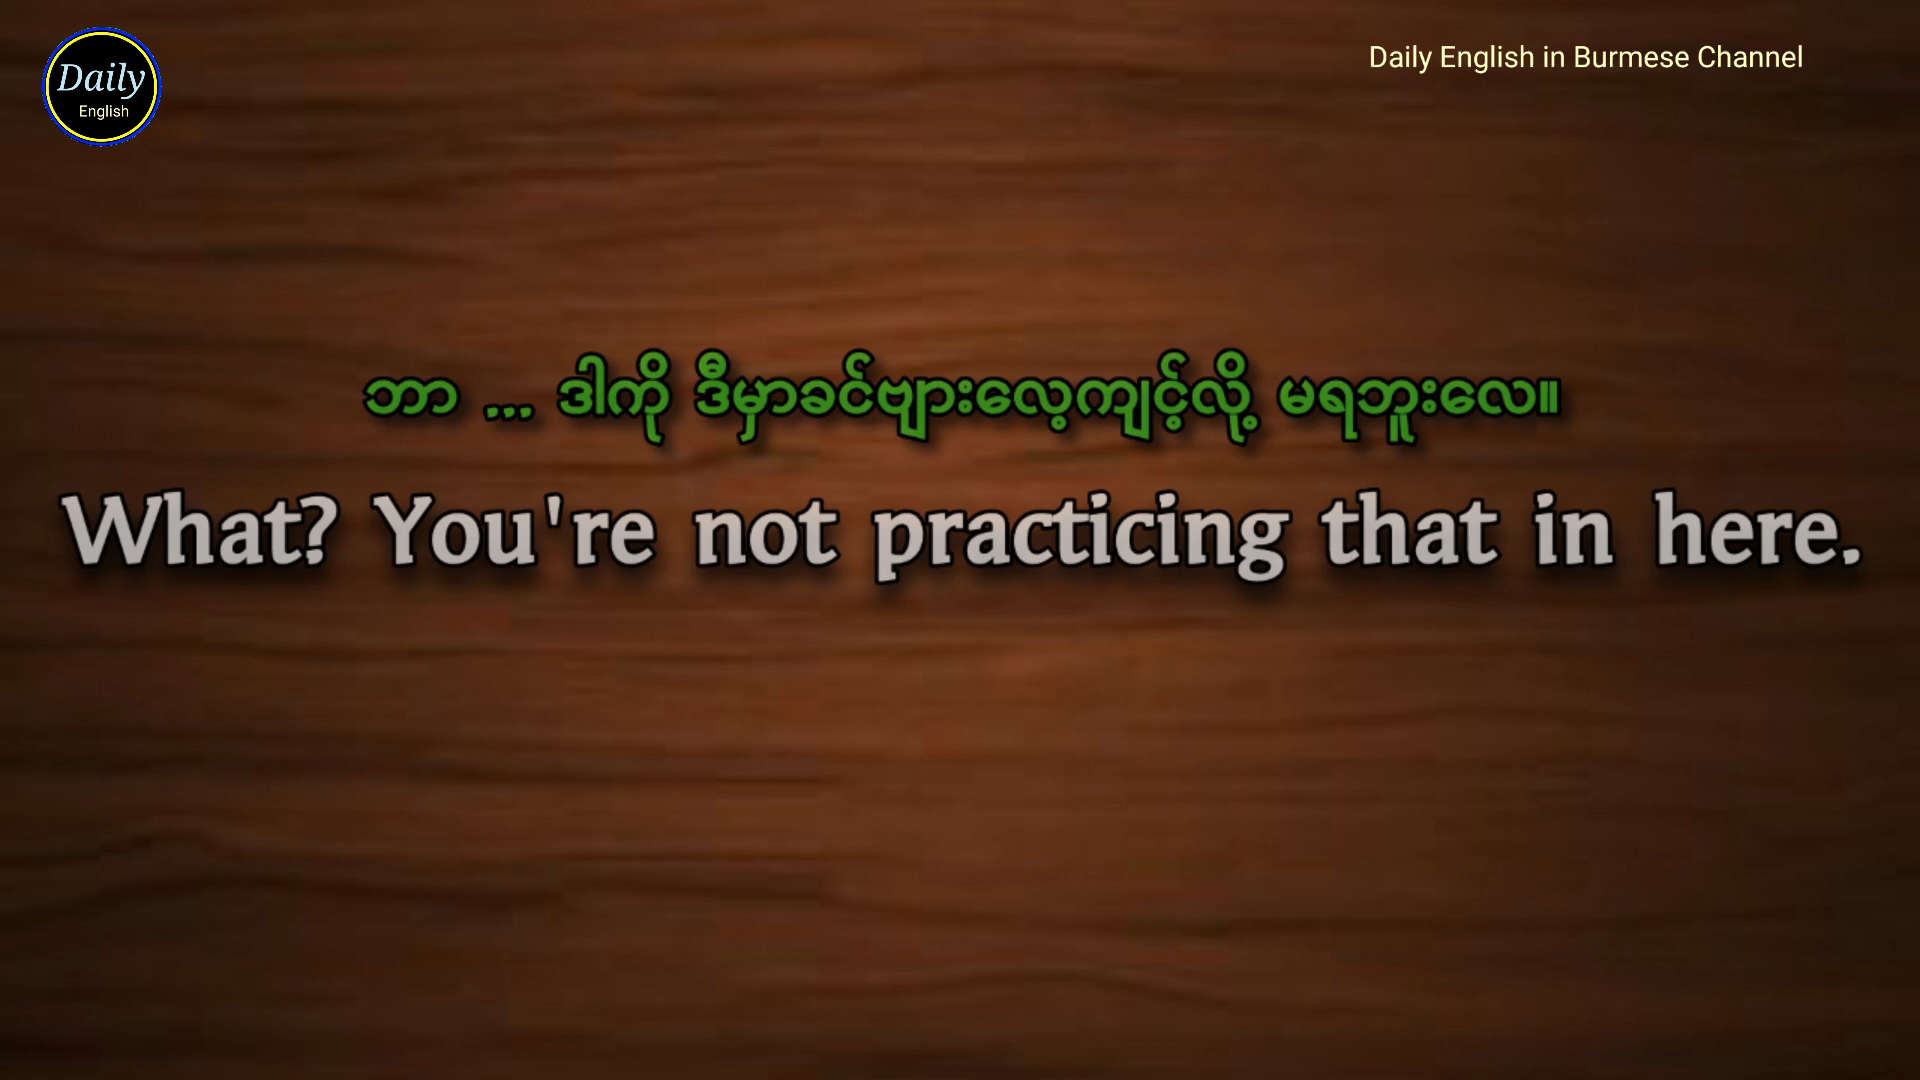 Daily
English
Daily English in Burmese Channel
ဘာ ... ဒါကို ဒီမှာခင်ဗျားလေ့ကျင့်လို့ မရဘူးလေ။
What? You're not practicing that in here.